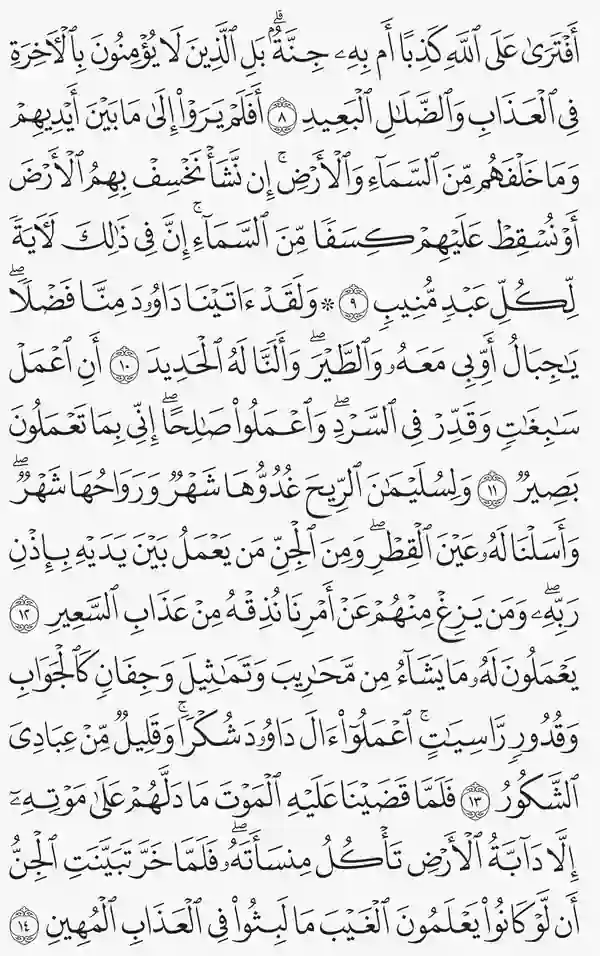 أَفْتَرَىٰ عَلَى ٱللَّهِ كَذِبًا أَم بِهِۦ جِنَّةُۢۗ بَلِ ٱلَّذِينَ لَا يُؤْمِنُونَ بِٱلْـَٔاخِرَةِ
فِى ٱلْعَذَابِ وَٱلضَّلَـٰلِ ٱلْبَعِيدِ ٨ أَفَلَمْ يَرَوْا۟ إِلَىٰ مَا بَيْنَ أَيْدِيهِمْ
وَمَا خَلْفَهُم مِّنَ ٱلسَّمَآءِ وَٱلْأَرْضِۚ إِن نَّشَأْ نَخْسِفْ بِهِمُ ٱلْأَرْضَ
أَوْ نُسْقِطْ عَلَيْهِمْ كِسَفًا مِّنَ ٱلسَّمَآءِۚ إِنَّ فِى ذَٰلِكَ لَـَٔايَةً
لِّكُلِّ عَبْدٍ مُّنِيبٍ ٩ ۞ وَلَقَدْ ءَاتَيْنَا دَاوُۥدَ مِنَّا فَضْلًاۖ
يَـٰجِبَالُ أَوِّبِى مَعَهُۥ وَٱلطَّيْرَۖ وَأَلَنَّا لَهُ ٱلْحَدِيدَ ١٠ أَنِ ٱعْمَلْ
سَـٰبِغَـٰتٍ وَقَدِّرْ فِى ٱلسَّرْدِۖ وَٱعْمَلُوا۟ صَـٰلِحًاۖ إِنِّى بِمَا تَعْمَلُونَ
بَصِيرٌ ١١ وَلِسُلَيْمَـٰنَ ٱلرِّيحَ غُدُوُّهَا شَهْرٌ وَرَوَاحُهَا شَهْرٌۖ
وَأَسَلْنَا لَهُۥ عَيْنَ ٱلْقِطْرِۖ وَمِنَ ٱلْجِنِّ مَن يَعْمَلُ بَيْنَ يَدَيْهِ بِإِذْنِ
رَبِّهِۦۖ وَمَن يَزِغْ مِنْهُمْ عَنْ أَمْرِنَا نُذِقْهُ مِنْ عَذَابِ ٱلسَّعِيرِ ١٢
يَعْمَلُونَ لَهُۥ مَا يَشَآءُ مِن مَّحَـٰرِيبَ وَتَمَـٰثِيلَ وَجِفَانٍ كَٱلْجَوَابِ
وَقُدُورٍ رَّاسِيَـٰتٍۚ ٱعْمَلُوٓا۟ ءَالَ دَاوُۥدَ شُكْرًاۚ وَقَلِيلٌ مِّنْ عِبَادِىَ
ٱلشَّكُورُ ١٣ فَلَمَّا قَضَيْنَا عَلَيْهِ ٱلْمَوْتَ مَا دَلَّهُمْ عَلَىٰ مَوْتِهِۦٓ
إِلَّا دَآبَّةُ ٱلْأَرْضِ تَأْكُلُ مِنسَأَتَهُۥۖ فَلَمَّا خَرَّ تَبَيَّنَتِ ٱلْجِنُّ
أَن لَّوْ كَانُوا۟ يَعْلَمُونَ ٱلْغَيْبَ مَا لَبِثُوا۟ فِى ٱلْعَذَابِ ٱلْمُهِينِ ١٤